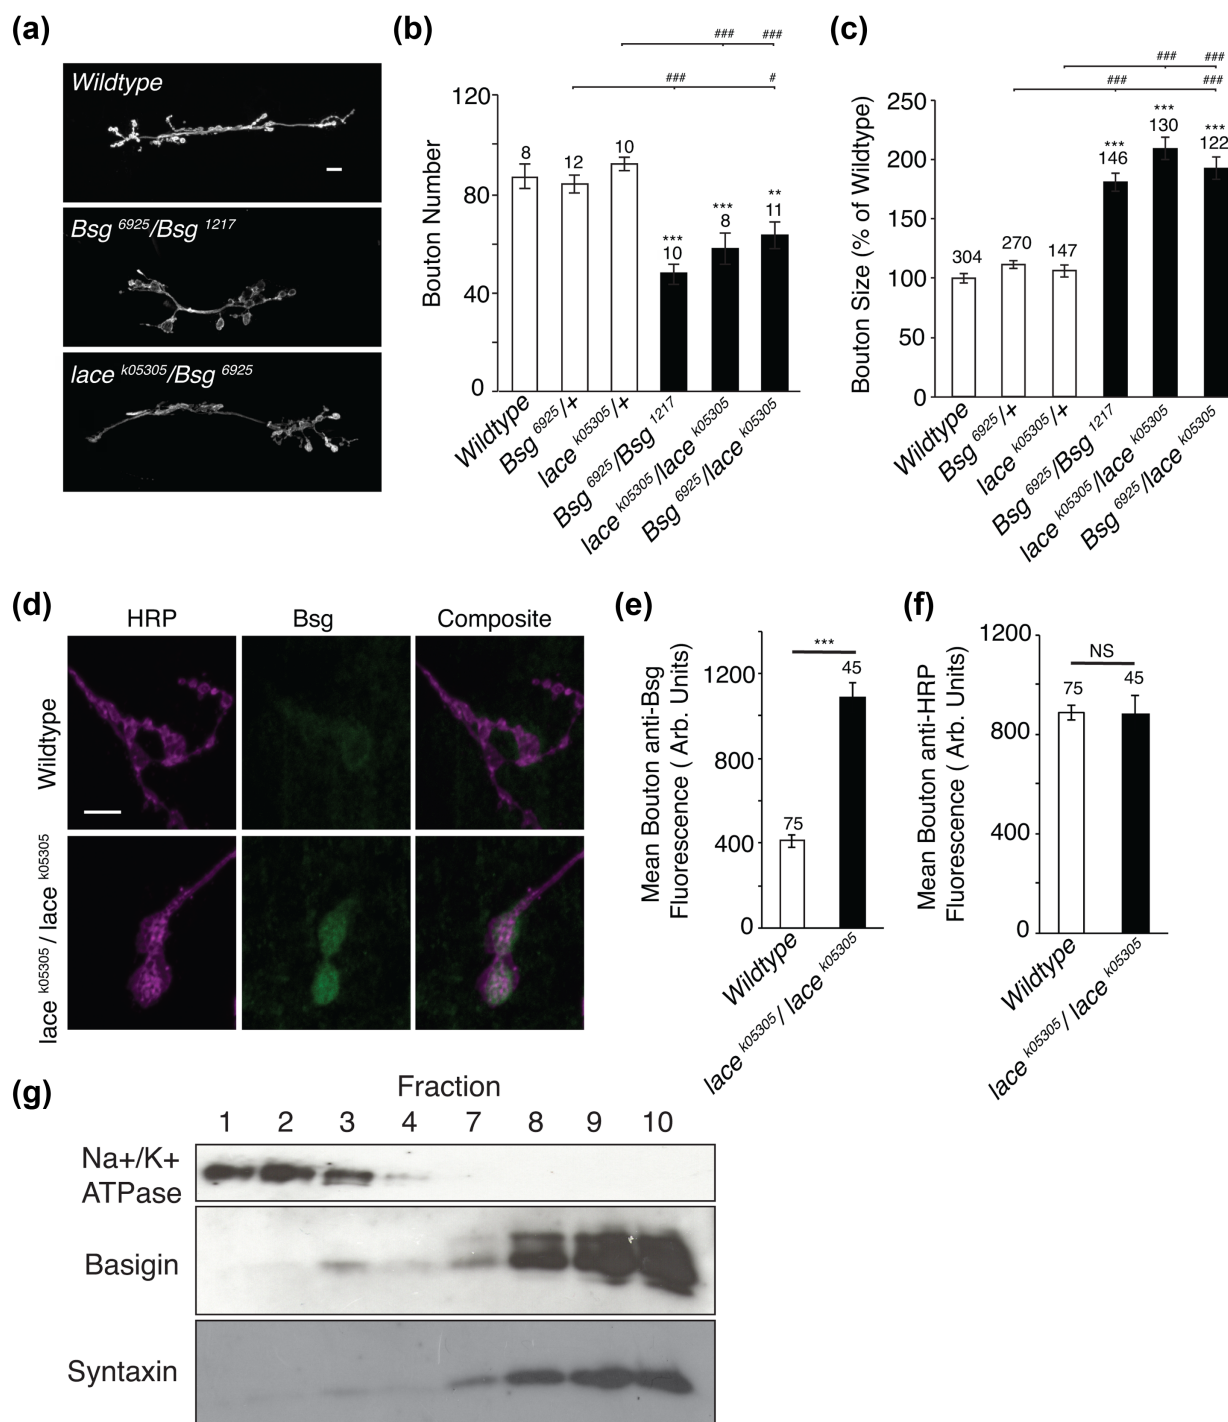 (a)
Wildtype
Bsg 6925/Bsg 1217
lace k05305/Bsg 6925
(b)
### ###
### #
Bouton Number
120
80
40
0
8
12
10
***
10
***
8
**
11
Wildtype
Bsg 6925/+
lace k05305/+
Bsg 6925/Bsg 1217
lace k05305/lace k05305
Bsg 6925/lace k05305
(c)
### ###
### ###
Bouton Size (% of Wildtype)
250
200
150
100
50
0
304
270
147
***
146
***
130
***
122
Wildtype
Bsg 6925/+
lace k05305/+
Bsg 6925/Bsg 1217
lace k05305/lace k05305
Bsg 6925/lace k05305
(d)
HRP Bsg Composite
Wildtype
lace k05305 / lace k05305
(e)
Mean Bouton anti-Bsg
Fluorescence ( Arb. Units)
1200
800
400
0
***
75
45
Wildtype
lace k05305 / lace k05305
(f)
Mean Bouton anti-HRP
Fluorescence ( Arb. Units)
1200
800
400
0
NS
75
45
Wildtype
lace k05305 / lace k05305
(g)
Fraction
1 2 3 4 7 8 9 10
Na+/K+
ATPase
Basigin
Syntaxin